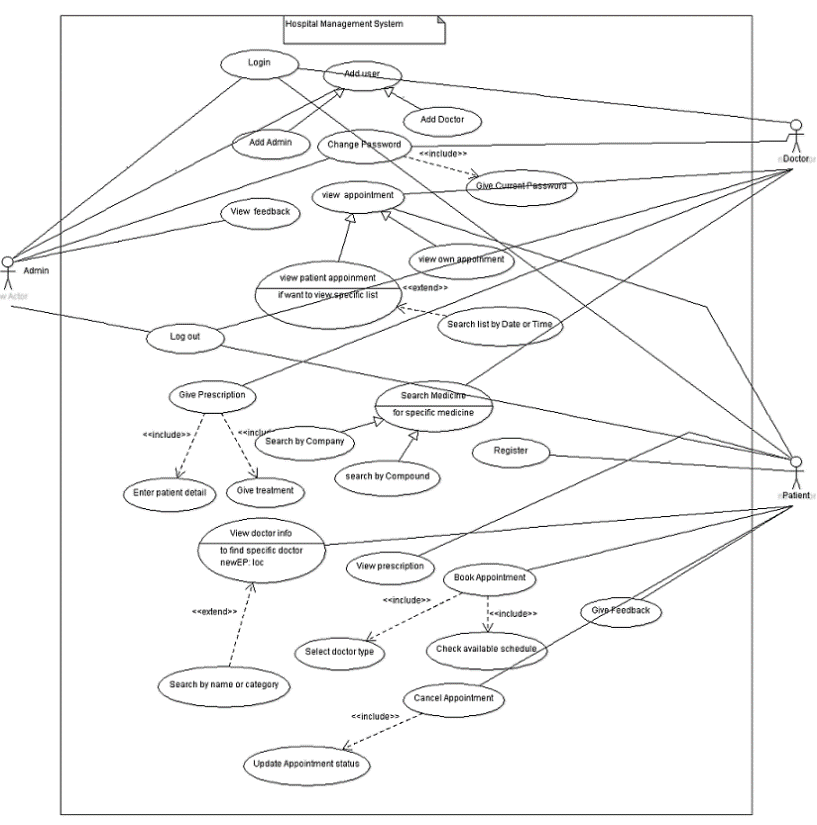 Hospital Management System
Login
Add user
Add Doctor
Add Admin
Change Password
<<include>>
Doctor
Give Current Password
view appointment
View feedback
Admin
view own appoinment
view patient appoinment
if want to view specific list
<<extend>>
w Actor
Search list by Date or Time
Log out
Give Prescription
Search Medicine
for specific medicine
<<include>>
<<inclu
Search by Company
Register
search by Compound
Enter patient detail
Give treatment
Patient
View doctor info
to find specific doctor
newEP: loc
View prescription
Book Appointment
<<extend>>
<<include>>
<<include>>
Give Feedback
Select doctor type
Check available schedule
Search by name or category
Cancel Appointment
<<include>>
Update Appointment status